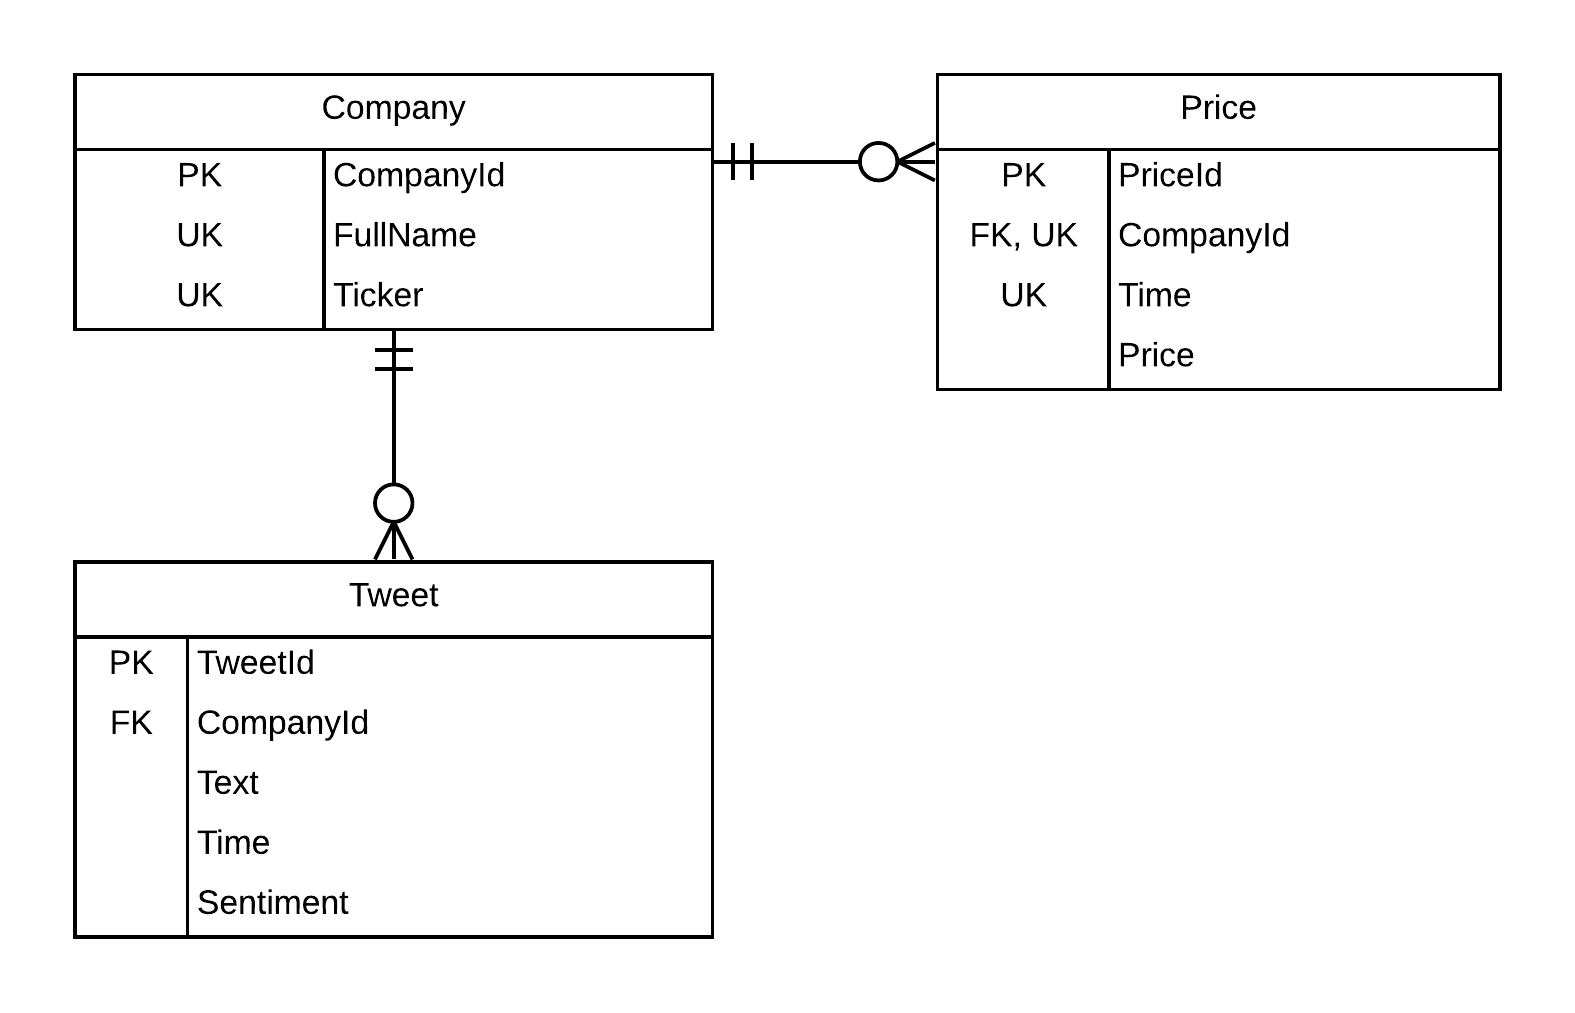 Company
PK CompanyId
UK FullName
UK Ticker
Price
PK PriceId
FK, UK CompanyId
UK Time
Price
Tweet
PK TweetId
FK CompanyId
Text
Time
Sentiment